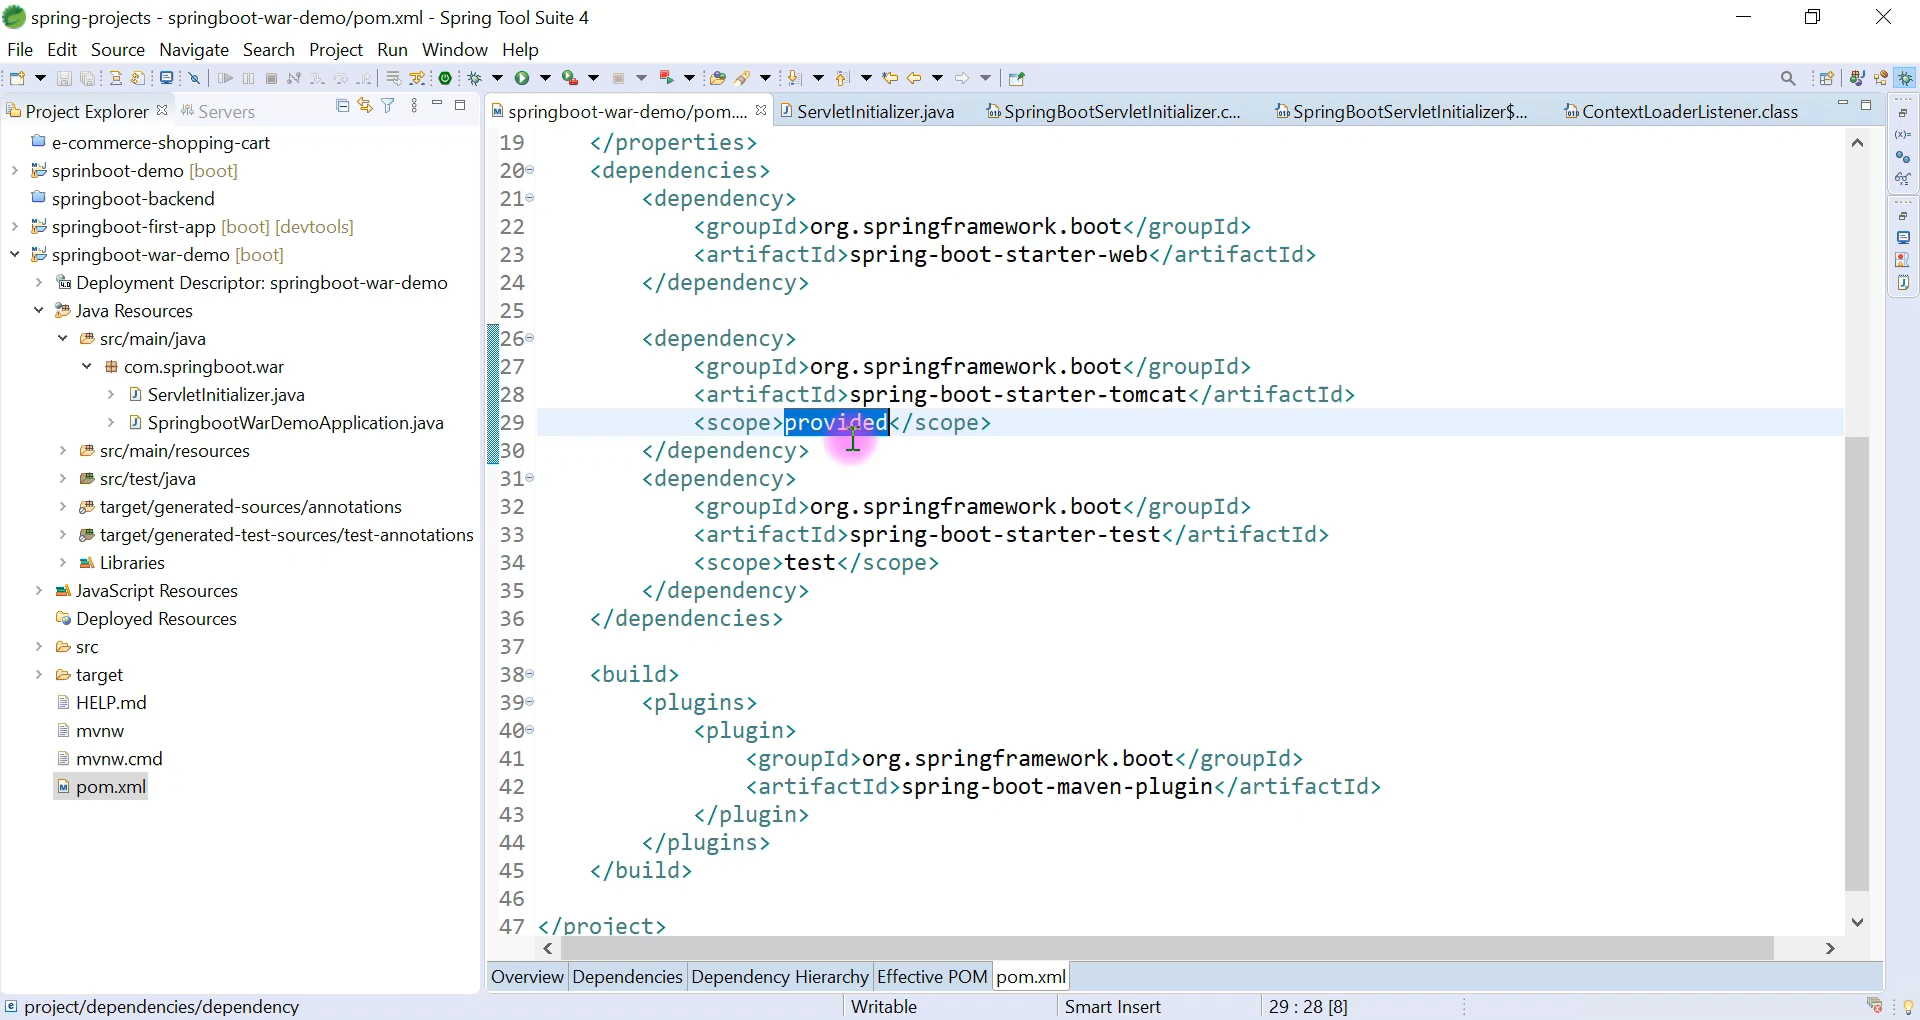 spring-projects - springboot-war-demo/pom.xml - Spring Tool Suite 4
File Edit Source Navigate Search Project Run Window Help
Project Explorer
Servers
springboot-war-demo/pom....
ServletInitializer.java
SpringBootServletInitializer.c...
SpringBootServletInitializer$...
ContextLoaderListener.class
e-commerce-shopping-cart
sprinboot-demo [boot]
springboot-backend
springboot-first-app [boot] [devtools]
springboot-war-demo [boot]
Deployment Descriptor: springboot-war-demo
Java Resources
src/main/java
com.springboot.war
ServletInitializer.java
SpringbootWarDemoApplication.java
src/main/resources
src/test/java
target/generated-sources/annotations
target/generated-test-sources/test-annotations
Libraries
JavaScript Resources
Deployed Resources
src
target
HELP.md
mvnw
mvnw.cmd
pom.xml
19 </properties>
20 <dependencies>
21 <dependency>
22 <groupId>org.springframework.boot</groupId>
23 <artifactId>spring-boot-starter-web</artifactId>
24 </dependency>
25
26 <dependency>
27 <groupId>org.springframework.boot</groupId>
28 <artifactId>spring-boot-starter-tomcat</artifactId>
29 <scope>provided</scope>
30 </dependency>
31 <dependency>
32 <groupId>org.springframework.boot</groupId>
33 <artifactId>spring-boot-starter-test</artifactId>
34 <scope>test</scope>
35 </dependency>
36 </dependencies>
37
38 <build>
39 <plugins>
40 <plugin>
41 <groupId>org.springframework.boot</groupId>
42 <artifactId>spring-boot-maven-plugin</artifactId>
43 </plugin>
44 </plugins>
45 </build>
46
47 </project>
Overview Dependencies Dependency Hierarchy Effective POM pom.xml
project/dependencies/dependency
Writable
Smart Insert
29 : 28 [8]